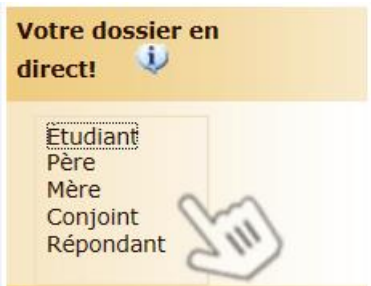 Votre dossier en
direct!
Etudiant
Père
Mère
Conjoint
Répondant